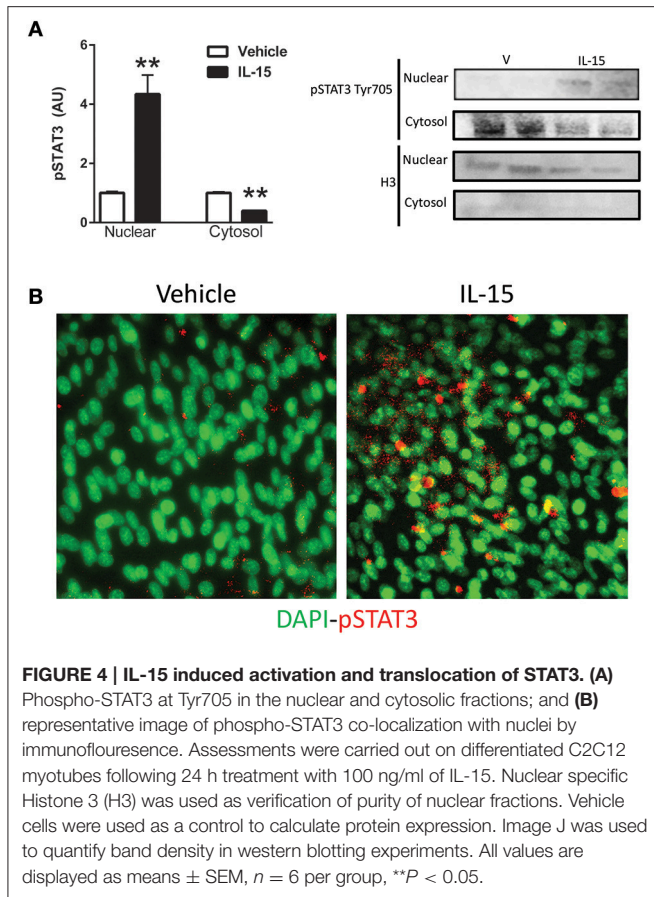 A
Vehicle
IL-15
pSTAT3 (AU)
6
4
2
0
**
**
Nuclear
Cytosol
V
IL-15
pSTAT3 Tyr705
Nuclear
Cytosol
H3
Nuclear
Cytosol
B
Vehicle
IL-15
DAPI-pSTAT3
FIGURE 4 | IL-15 induced activation and translocation of STAT3. (A)
Phospho-STAT3 at Tyr705 in the nuclear and cytosolic fractions; and (B)
representative image of phospho-STAT3 co-localization with nuclei by
immunoflouresence. Assessments were carried out on differentiated C2C12
myotubes following 24 h treatment with 100 ng/ml of IL-15. Nuclear specific
Histone 3 (H3) was used as verification of purity of nuclear fractions. Vehicle
cells were used as a control to calculate protein expression. Image J was used
to quantify band density in western blotting experiments. All values are
displayed as means ± SEM, n = 6 per group, **P < 0.05.